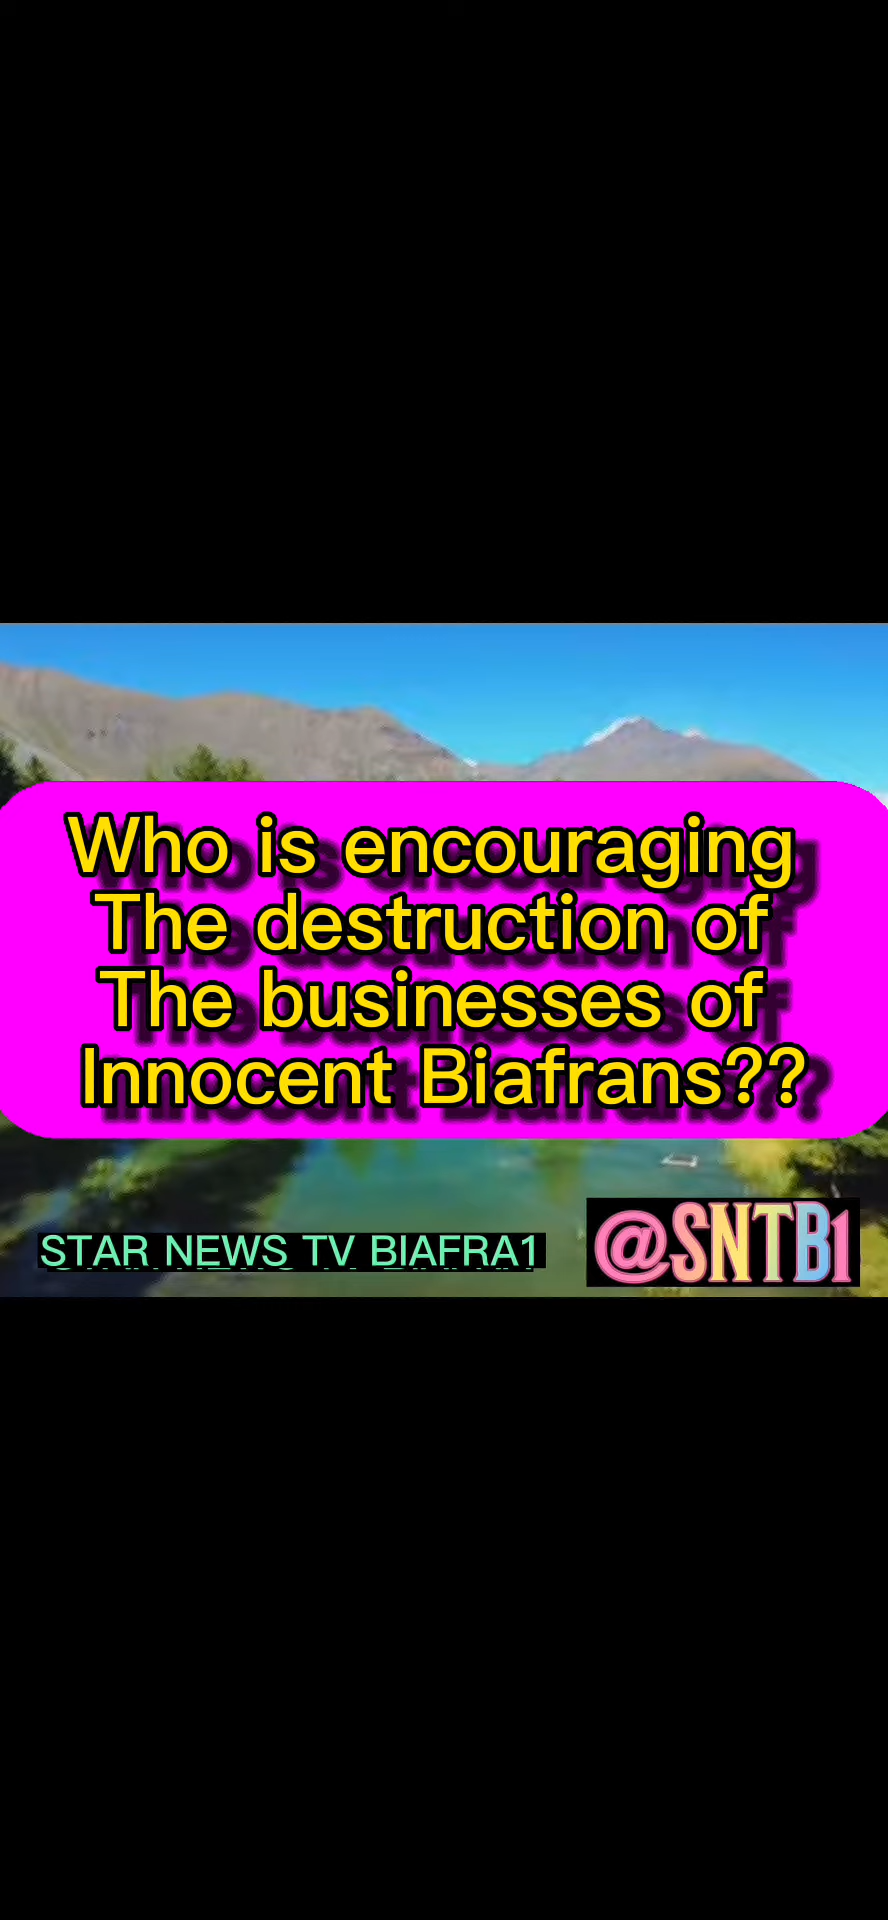 Who is encouraging
The destruction of
The businesses of
Innocent Biafrans??
STAR NEWS TV BIAFRA1
@SNTB1